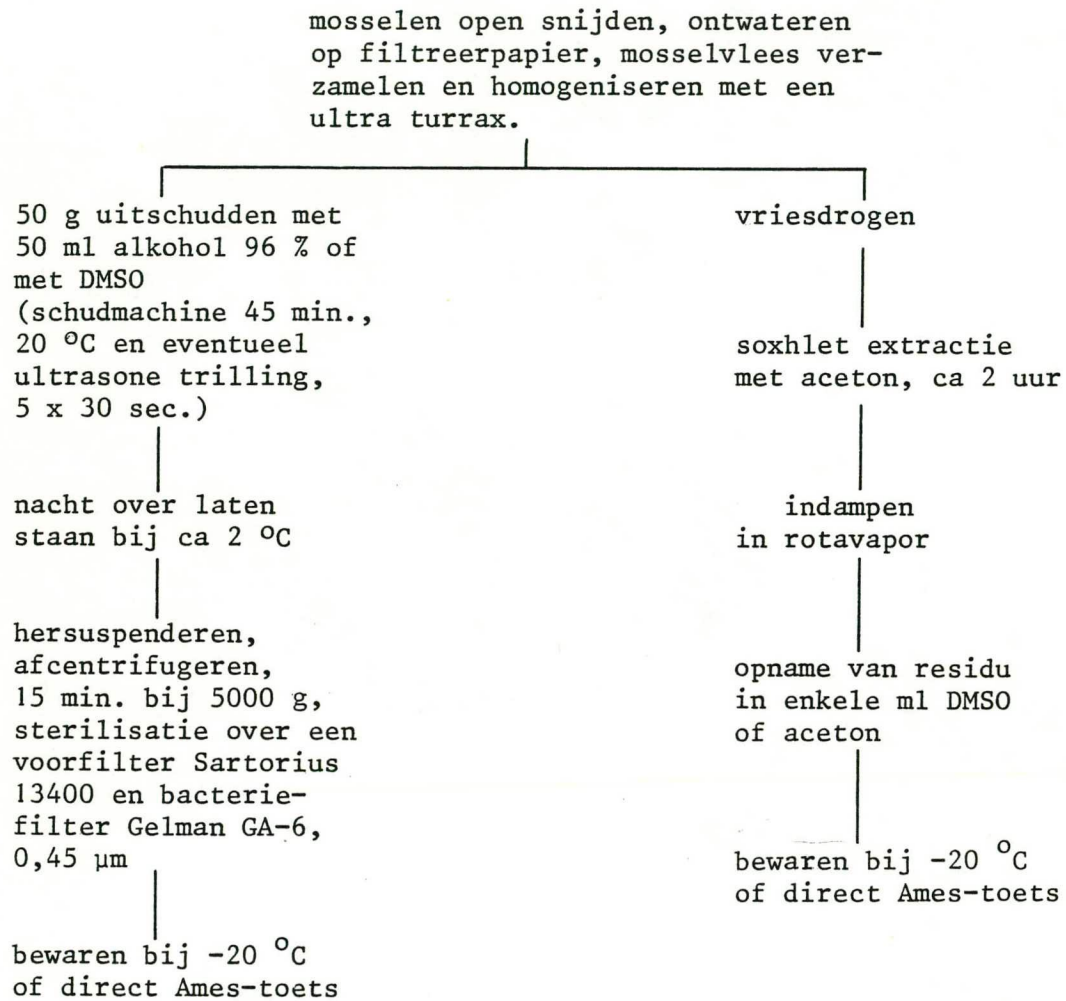 mosselen open snijden, ontwateren
op filtreerpapier, mosselvlees ver-
zamelen en homogeniseren met een
ultra turrax.
50 g uitschudden met
50 ml alkohol 96 % of
met DMSO
(schudmachine 45 min.,
20 °C en eventueel
ultrasone trilling,
5 x 30 sec.)
nacht over laten
staan bij ca 2 °C
hersuspenderen,
afcentrifugeren,
15 min. bij 5000 g,
sterilisatie over een
voorfilter Sartorius
13400 en bacterie-
filter Gelman GA-6,
0,45 µm
bewaren bij -20 °C
of direct Ames-toets
vriesdrogen
soxhlet extractie
met aceton, ca 2 uur
indampen
in rotavapor
opname van residu
in enkele ml DMSO
of aceton
bewaren bij -20 °C
of direct Ames-toets